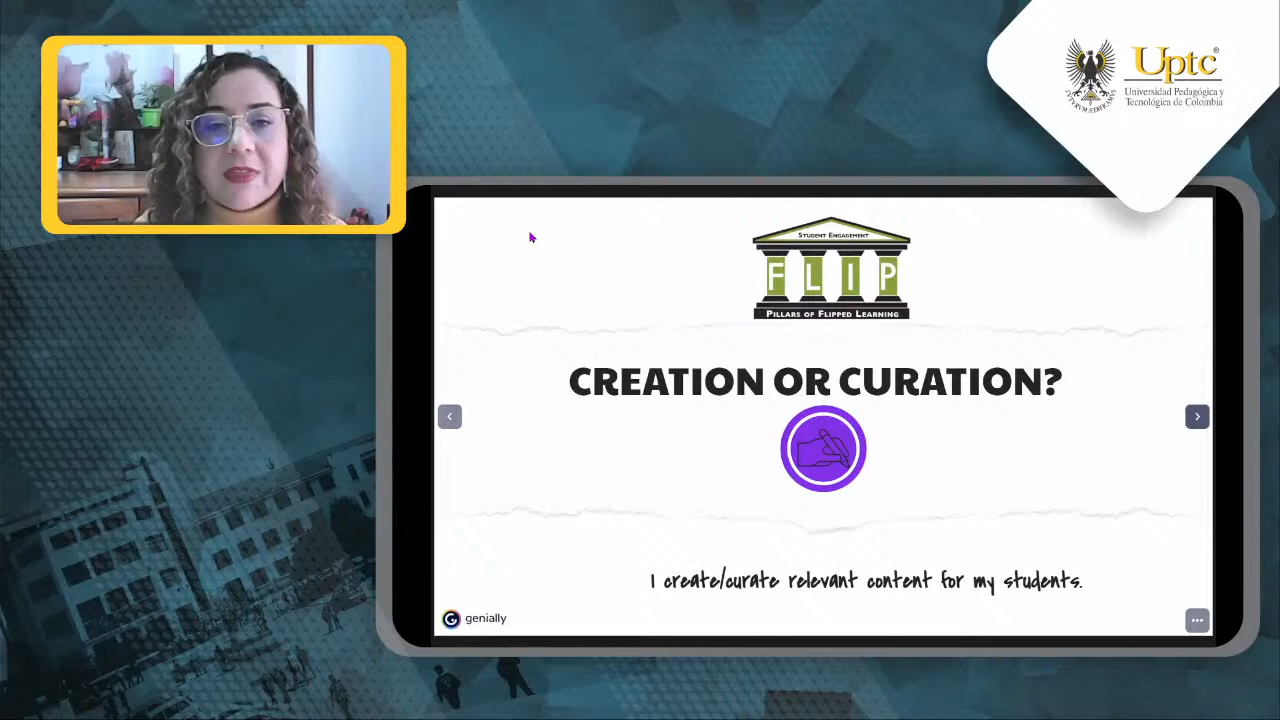 Uptc
Universidad Pedagógica y
Tecnológica de Colombia
STUDENT ENGAGEMENT
F L I P
PILLARS OF FLIPPED LEARNING
CREATION OR CURATION?
I create/curate relevant content for my students.
genially